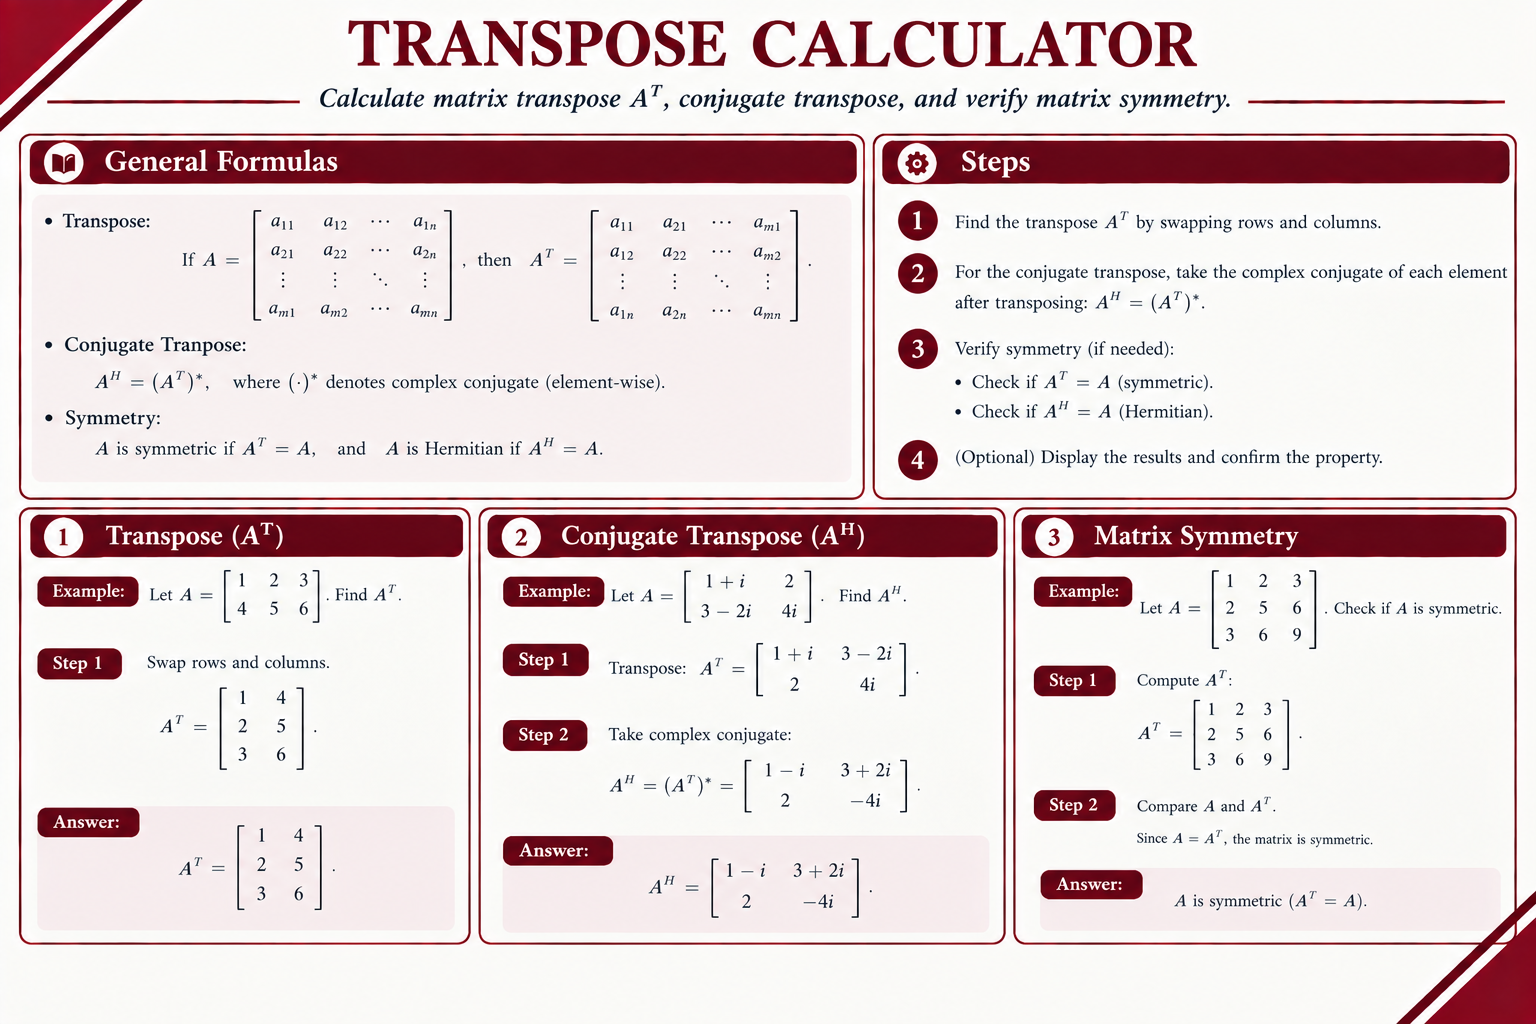 TRANSPOSE CALCULATOR
Calculate matrix transpose A^T, conjugate transpose, and verify matrix symmetry.
General Formulas
• Transpose:
If A = [ a11 a12 ⋯ a1n
a21 a22 ⋯ a2n
⋮ ⋮ ⋱ ⋮
am1 am2 ⋯ amn ] , then A^T = [ a11 a21 ⋯ am1
a12 a22 ⋯ am2
⋮ ⋮ ⋱ ⋮
a1n a2n ⋯ amn ] .
• Conjugate Tranpose:
A^H = (A^T)*, where (·)* denotes complex conjugate (element-wise).
• Symmetry:
A is symmetric if A^T = A, and A is Hermitian if A^H = A.
Steps
1 Find the transpose A^T by swapping rows and columns.
2 For the conjugate transpose, take the complex conjugate of each element
after transposing: A^H = (A^T)*.
3 Verify symmetry (if needed):
• Check if A^T = A (symmetric).
• Check if A^H = A (Hermitian).
4 (Optional) Display the results and confirm the property.
1 Transpose (A^T)
Example: Let A = [ 1 2 3
4 5 6 ] . Find A^T.
Step 1 Swap rows and columns.
A^T = [ 1 4
2 5
3 6 ] .
Answer:
A^T = [ 1 4
2 5
3 6 ] .
2 Conjugate Transpose (A^H)
Example: Let A = [ 1 + i 2
3 − 2i 4i ] . Find A^H.
Step 1 Transpose: A^T = [ 1 + i 3 − 2i
2 4i ] .
Step 2 Take complex conjugate:
A^H = (A^T)* = [ 1 − i 3 + 2i
2 −4i ] .
Answer:
A^H = [ 1 − i 3 + 2i
2 −4i ] .
3 Matrix Symmetry
Example: Let A = [ 1 2 3
2 5 6
3 6 9 ] . Check if A is symmetric.
Step 1 Compute A^T:
A^T = [ 1 2 3
2 5 6
3 6 9 ] .
Step 2 Compare A and A^T.
Since A = A^T, the matrix is symmetric.
Answer:
A is symmetric (A^T = A).